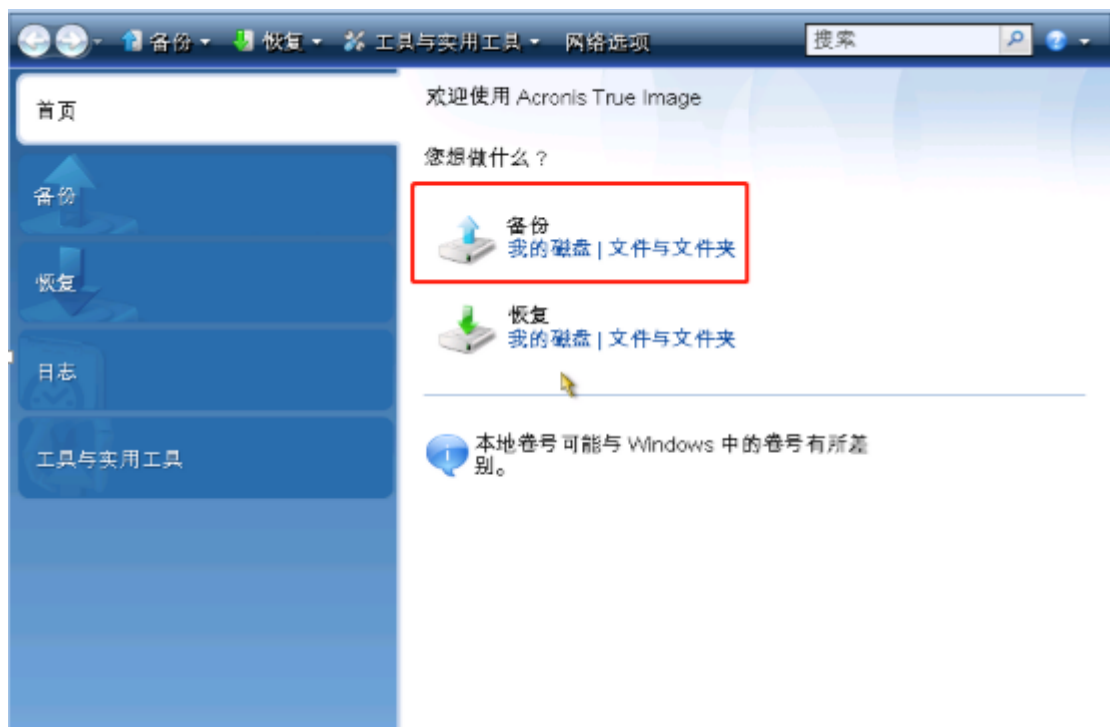 备份 恢复 工具与实用工具 网络选项 搜索
首页
备份
恢复
日志
工具与实用工具
欢迎使用 Acronis True Image
您想做什么？
备份
我的磁盘 | 文件与文件夹
恢复
我的磁盘 | 文件与文件夹
本地卷号可能与 Windows 中的卷号有所差
别。